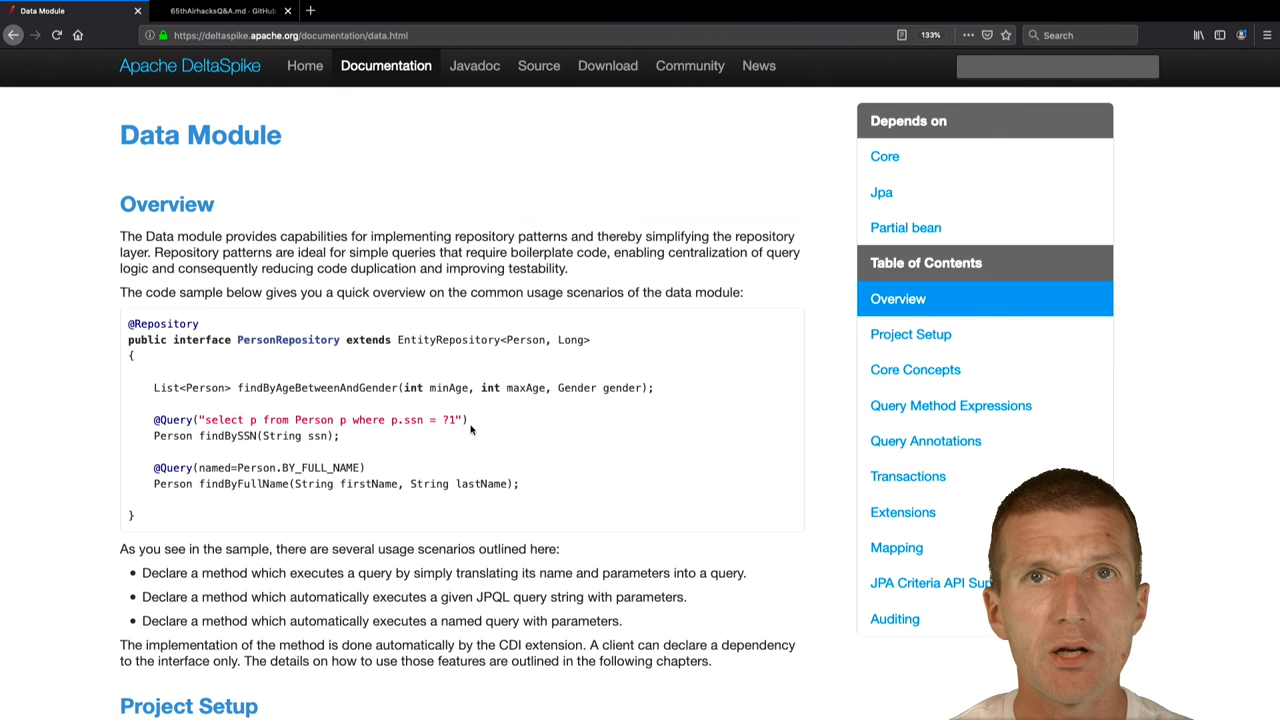 Data Module
65thAirhacksQ&A.md · GitHub
https://deltaspike.apache.org/documentation/data.html
133%
Search
Apache DeltaSpike
Home
Documentation
Javadoc
Source
Download
Community
News
Data Module
Overview
The Data module provides capabilities for implementing repository patterns and thereby simplifying the repository
layer. Repository patterns are ideal for simple queries that require boilerplate code, enabling centralization of query
logic and consequently reducing code duplication and improving testability.
The code sample below gives you a quick overview on the common usage scenarios of the data module:
@Repository
public interface PersonRepository extends EntityRepository<Person, Long>
{
List<Person> findByAgeBetweenAndGender(int minAge, int maxAge, Gender gender);
@Query("select p from Person p where p.ssn = ?1")
Person findBySSN(String ssn);
@Query(named=Person.BY_FULL_NAME)
Person findByFullName(String firstName, String lastName);
}
As you see in the sample, there are several usage scenarios outlined here:
• Declare a method which executes a query by simply translating its name and parameters into a query.
• Declare a method which automatically executes a given JPQL query string with parameters.
• Declare a method which automatically executes a named query with parameters.
The implementation of the method is done automatically by the CDI extension. A client can declare a dependency
to the interface only. The details on how to use those features are outlined in the following chapters.
Project Setup
Depends on
Core
Jpa
Partial bean
Table of Contents
Overview
Project Setup
Core Concepts
Query Method Expressions
Query Annotations
Transactions
Extensions
Mapping
JPA Criteria API Sup
Auditing